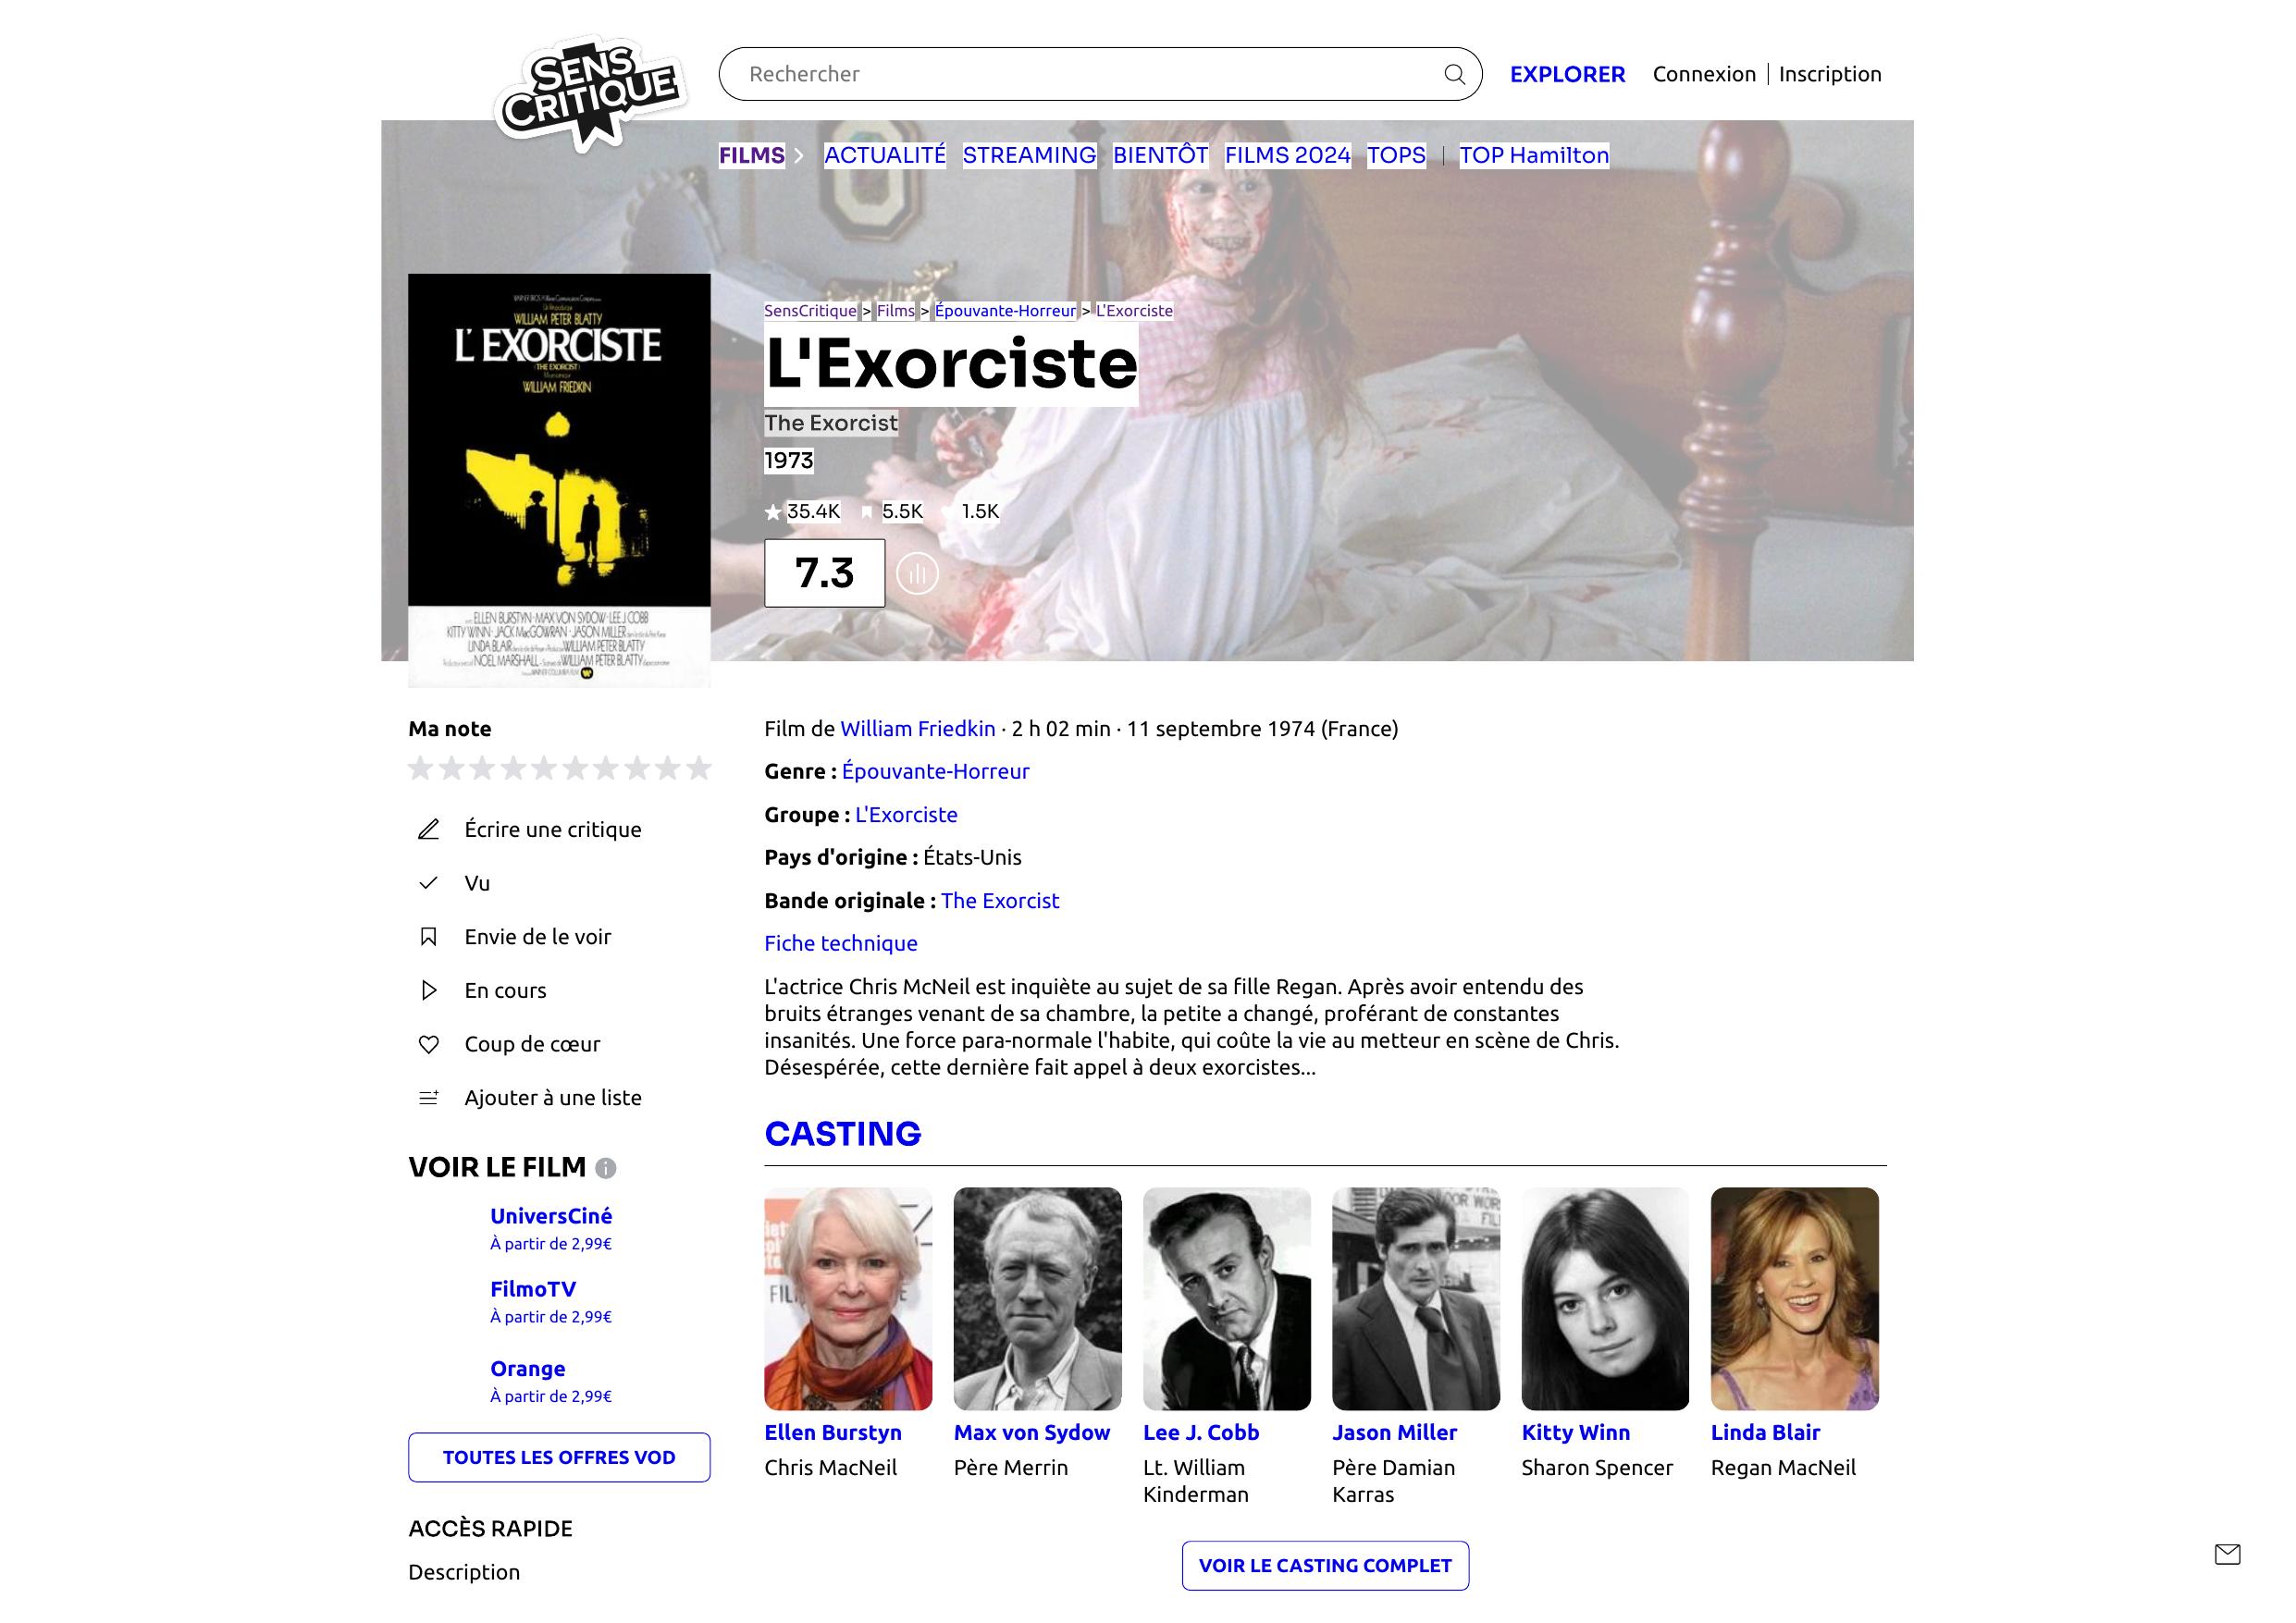 SENS
CRITIQUE
Rechercher
EXPLORER
Connexion
Inscription
FILMS
ACTUALITÉ
STREAMING
BIENTÔT
FILMS 2024
TOPS
TOP Hamilton
WILLIAM PETER BLATTY
L'EXORCISTE
(THE EXORCIST)
WILLIAM FRIEDKIN
ELLEN BURSTYN · MAX VON SYDOW · LEE J. COBB
KITTY WINN · JACK MacGOWRAN · JASON MILLER
LINDA BLAIR WILLIAM PETER BLATTY
NOEL MARSHALL WILLIAM PETER BLATTY
SensCritique > Films > Épouvante-Horreur > L'Exorciste
L'Exorciste
The Exorcist
1973
35.4K 5.5K 1.5K
7.3
Ma note
Écrire une critique
Vu
Envie de le voir
En cours
Coup de cœur
Ajouter à une liste
VOIR LE FILM
UniversCiné
À partir de 2,99€
FilmoTV
À partir de 2,99€
Orange
À partir de 2,99€
TOUTES LES OFFRES VOD
ACCÈS RAPIDE
Description
Film de William Friedkin · 2 h 02 min · 11 septembre 1974 (France)
Genre : Épouvante-Horreur
Groupe : L'Exorciste
Pays d'origine : États-Unis
Bande originale : The Exorcist
Fiche technique
L'actrice Chris McNeil est inquiète au sujet de sa fille Regan. Après avoir entendu des
bruits étranges venant de sa chambre, la petite a changé, proférant de constantes
insanités. Une force para-normale l'habite, qui coûte la vie au metteur en scène de Chris.
Désespérée, cette dernière fait appel à deux exorcistes...
CASTING
Ellen Burstyn
Chris MacNeil
Max von Sydow
Père Merrin
Lee J. Cobb
Lt. William
Kinderman
Jason Miller
Père Damian
Karras
Kitty Winn
Sharon Spencer
Linda Blair
Regan MacNeil
VOIR LE CASTING COMPLET